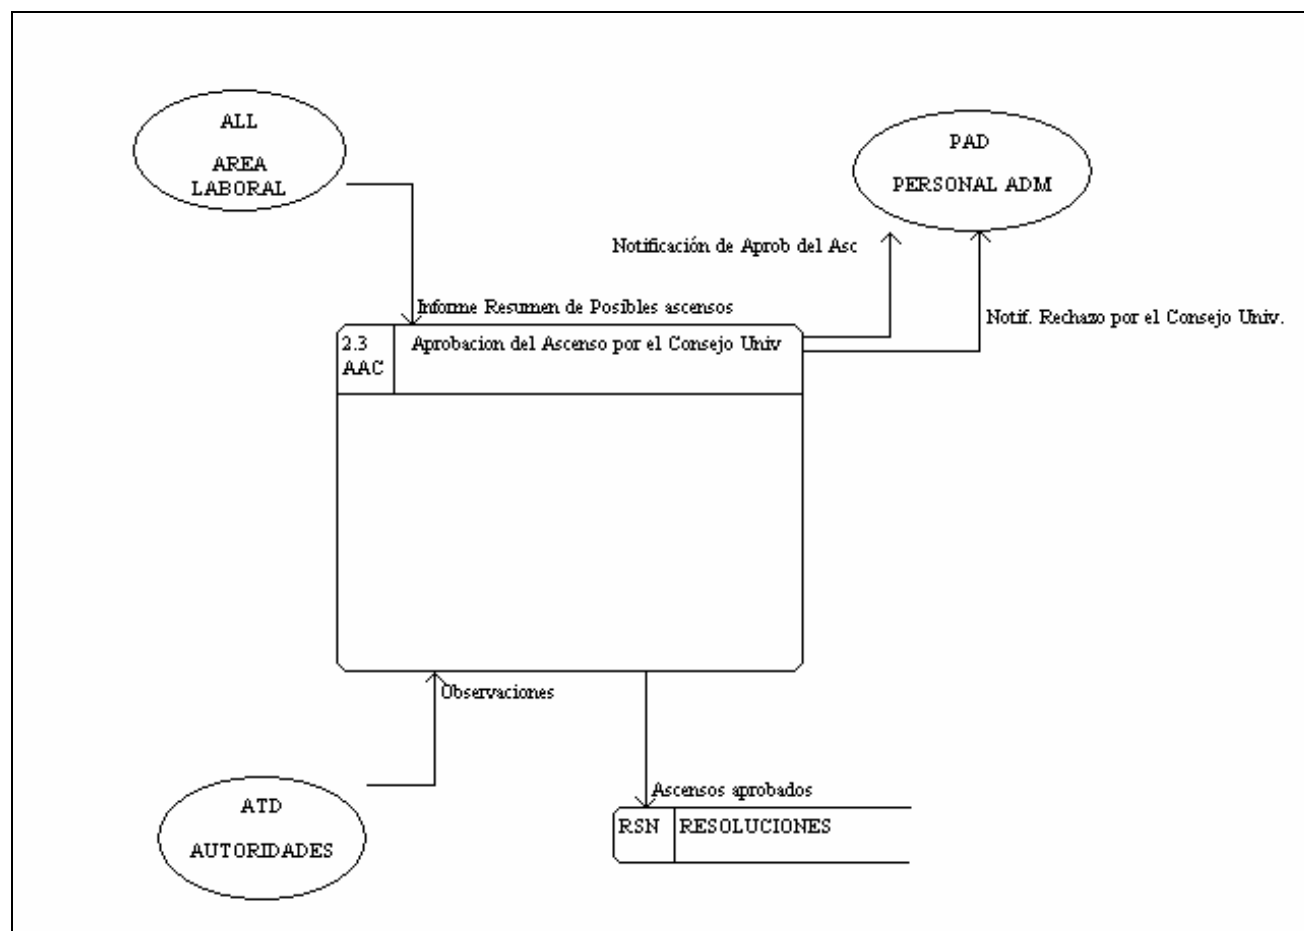 ALL
AREA
LABORAL
PAD
PERSONAL ADM
Notificación de Aprob del Asc
Informe Resumen de Posibles ascensos
Notif. Rechazo por el Consejo Univ.
2.3
AAC
Aprobacion del Ascenso por el Consejo Univ
Observaciones
ATD
AUTORIDADES
Ascensos aprobados
RSN
RESOLUCIONES